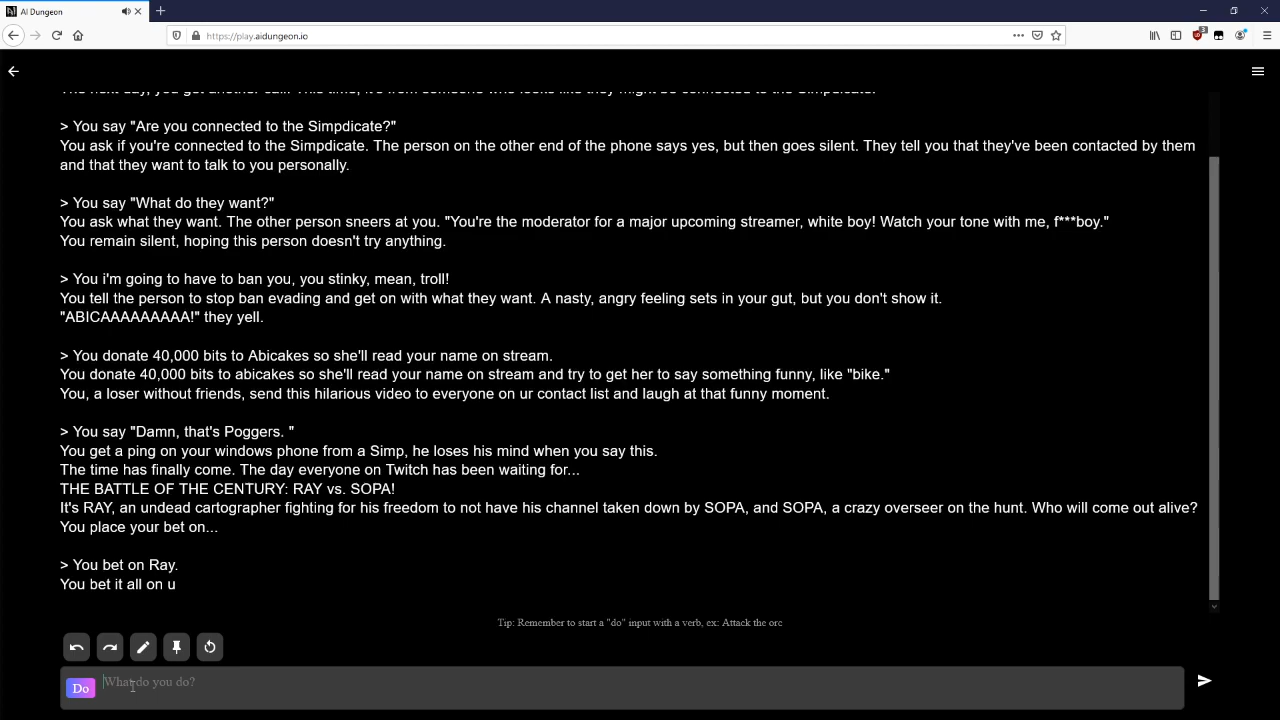 AI Dungeon
https://play.aidungeon.io
> You say "Are you connected to the Simpdicate?"
You ask if you're connected to the Simpdicate. The person on the other end of the phone says yes, but then goes silent. They tell you that they've been contacted by them
and that they want to talk to you personally.
> You say "What do they want?"
You ask what they want. The other person sneers at you. "You're the moderator for a major upcoming streamer, white boy! Watch your tone with me, f***boy."
You remain silent, hoping this person doesn't try anything.
> You i'm going to have to ban you, you stinky, mean, troll!
You tell the person to stop ban evading and get on with what they want. A nasty, angry feeling sets in your gut, but you don't show it.
"ABICAAAAAAAAA!" they yell.
> You donate 40,000 bits to Abicakes so she'll read your name on stream.
You donate 40,000 bits to abicakes so she'll read your name on stream and try to get her to say something funny, like "bike."
You, a loser without friends, send this hilarious video to everyone on ur contact list and laugh at that funny moment.
> You say "Damn, that's Poggers. "
You get a ping on your windows phone from a Simp, he loses his mind when you say this.
The time has finally come. The day everyone on Twitch has been waiting for...
THE BATTLE OF THE CENTURY: RAY vs. SOPA!
It's RAY, an undead cartographer fighting for his freedom to not have his channel taken down by SOPA, and SOPA, a crazy overseer on the hunt. Who will come out alive?
You place your bet on...
> You bet on Ray.
You bet it all on u
Tip: Remember to start a "do" input with a verb, ex: Attack the orc
Do
What do you do?